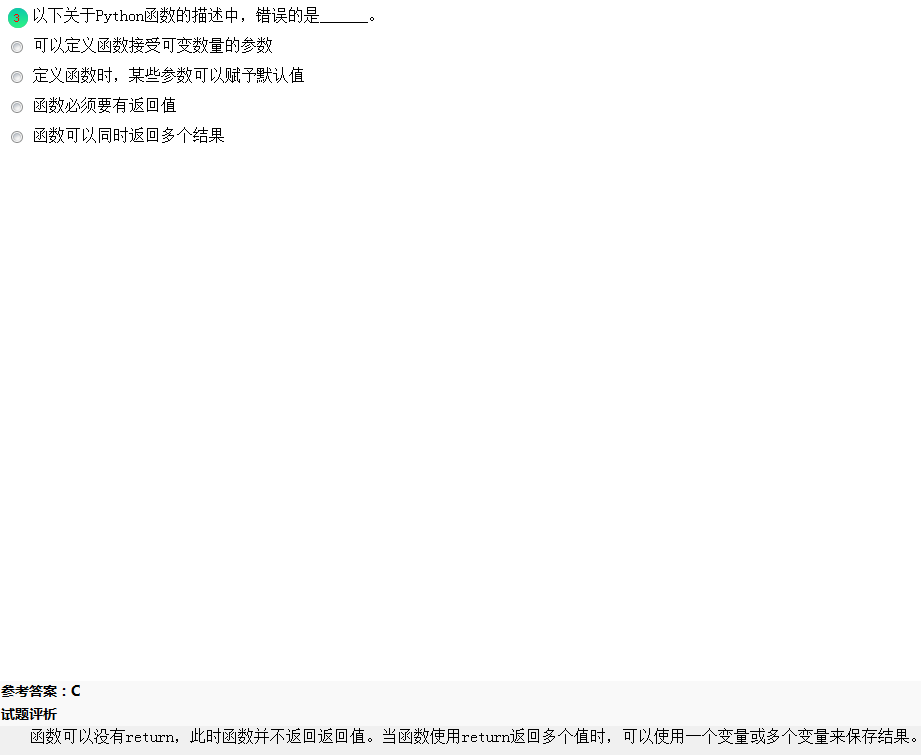 3 以下关于Python函数的描述中，错误的是______。
可以定义函数接受可变数量的参数
定义函数时，某些参数可以赋予默认值
函数必须要有返回值
函数可以同时返回多个结果
参考答案：C
试题评析
函数可以没有return，此时函数并不返回返回值。当函数使用return返回多个值时，可以使用一个变量或多个变量来保存结果。